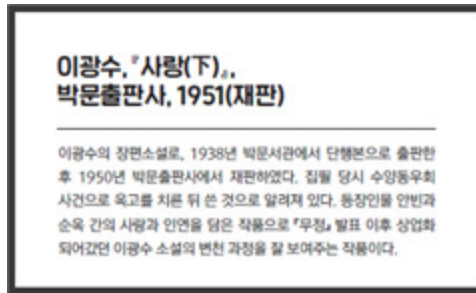 이광수, 『사랑(下)』,
박문출판사, 1951(재판)
이광수의 장편소설로, 1938년 박문서관에서 단행본으로 출판한
후 1950년 박문출판사에서 재판하였다. 집필 당시 수양동우회
사건으로 옥고를 치른 뒤 쓴 것으로 알려져 있다. 등장인물 안빈과
순옥 간의 사랑과 인연을 담은 작품으로 『무정』 발표 이후 상업화
되어갔던 이광수 소설의 변천 과정을 잘 보여주는 작품이다.